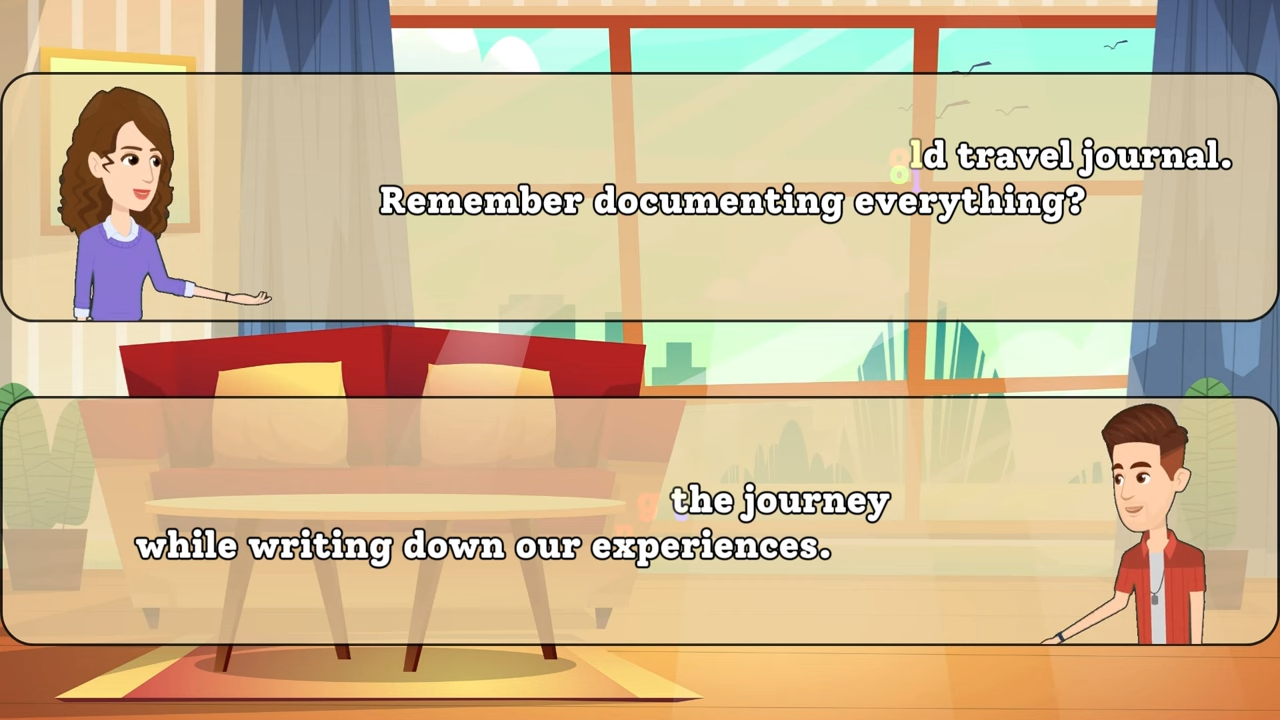 ld travel journal.
Remember documenting everything?
the journey
while writing down our experiences.